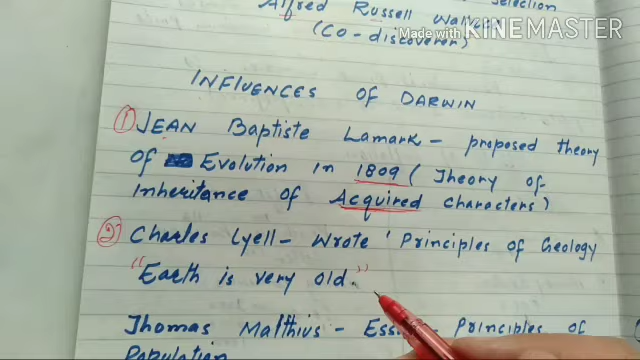 Selection
Alfred Russell
Made with KINEMASTER
(Co-discoverer)
INFLUENCES OF DARWIN
① JEAN Baptiste Lamark - proposed theory
of Evolution in 1809 (Theory of
Inheritance of Acquired characters)
② Charles Lyell - Wrote 'Principles of Geology
"Earth is very old."
Thomas Malthius - Principles of
Population